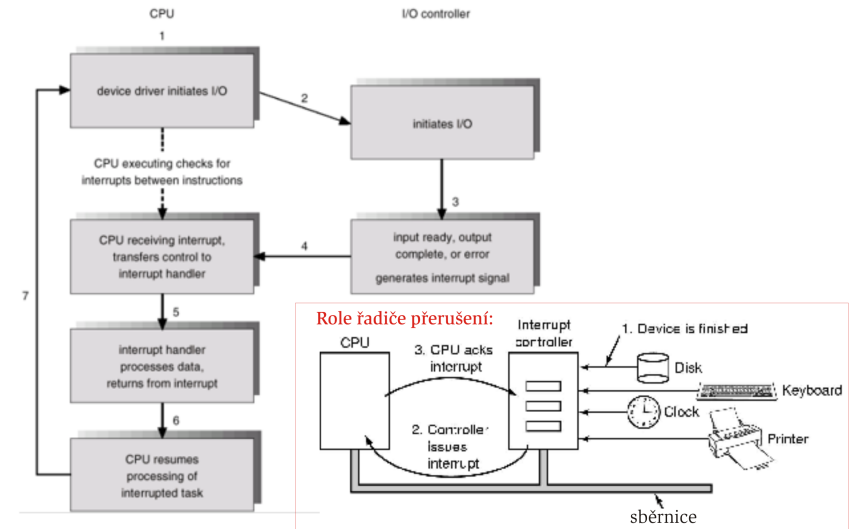 CPU
I/O controller
1
device driver initiates I/O
2
initiates I/O
CPU executing checks for
interrupts between instructions
3
CPU receiving interrupt,
transfers control to
interrupt handler
4
input ready, output
complete, or error
generates interrupt signal
7
5
interrupt handler
processes data,
returns from interrupt
6
CPU resumes
processing of
interrupted task
Role řadiče přerušení:
CPU
Interrupt
controller
1. Device is finished
3. CPU acks
interrupt
Disk
Keyboard
Clock
Printer
2. Controller
issues
interrupt
sběrnice